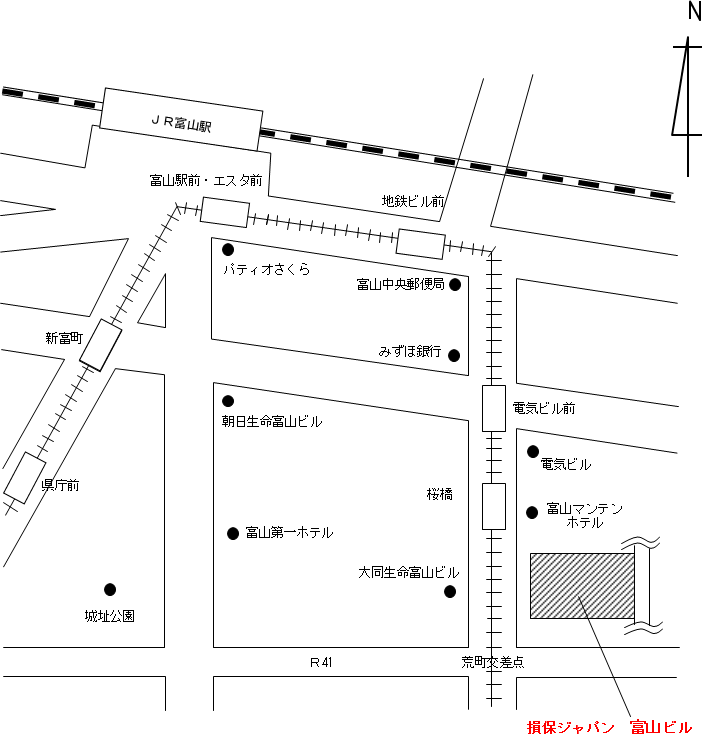 N
JR富山駅
富山駅前・エスタ前
地鉄ビル前
パティオさくら
富山中央郵便局
新富町
みずほ銀行
電気ビル前
朝日生命富山ビル
電気ビル
県庁前
桜橋
富山マンテン
ホテル
富山第一ホテル
大同生命富山ビル
城址公園
R41
荒町交差点
損保ジャパン 富山ビル